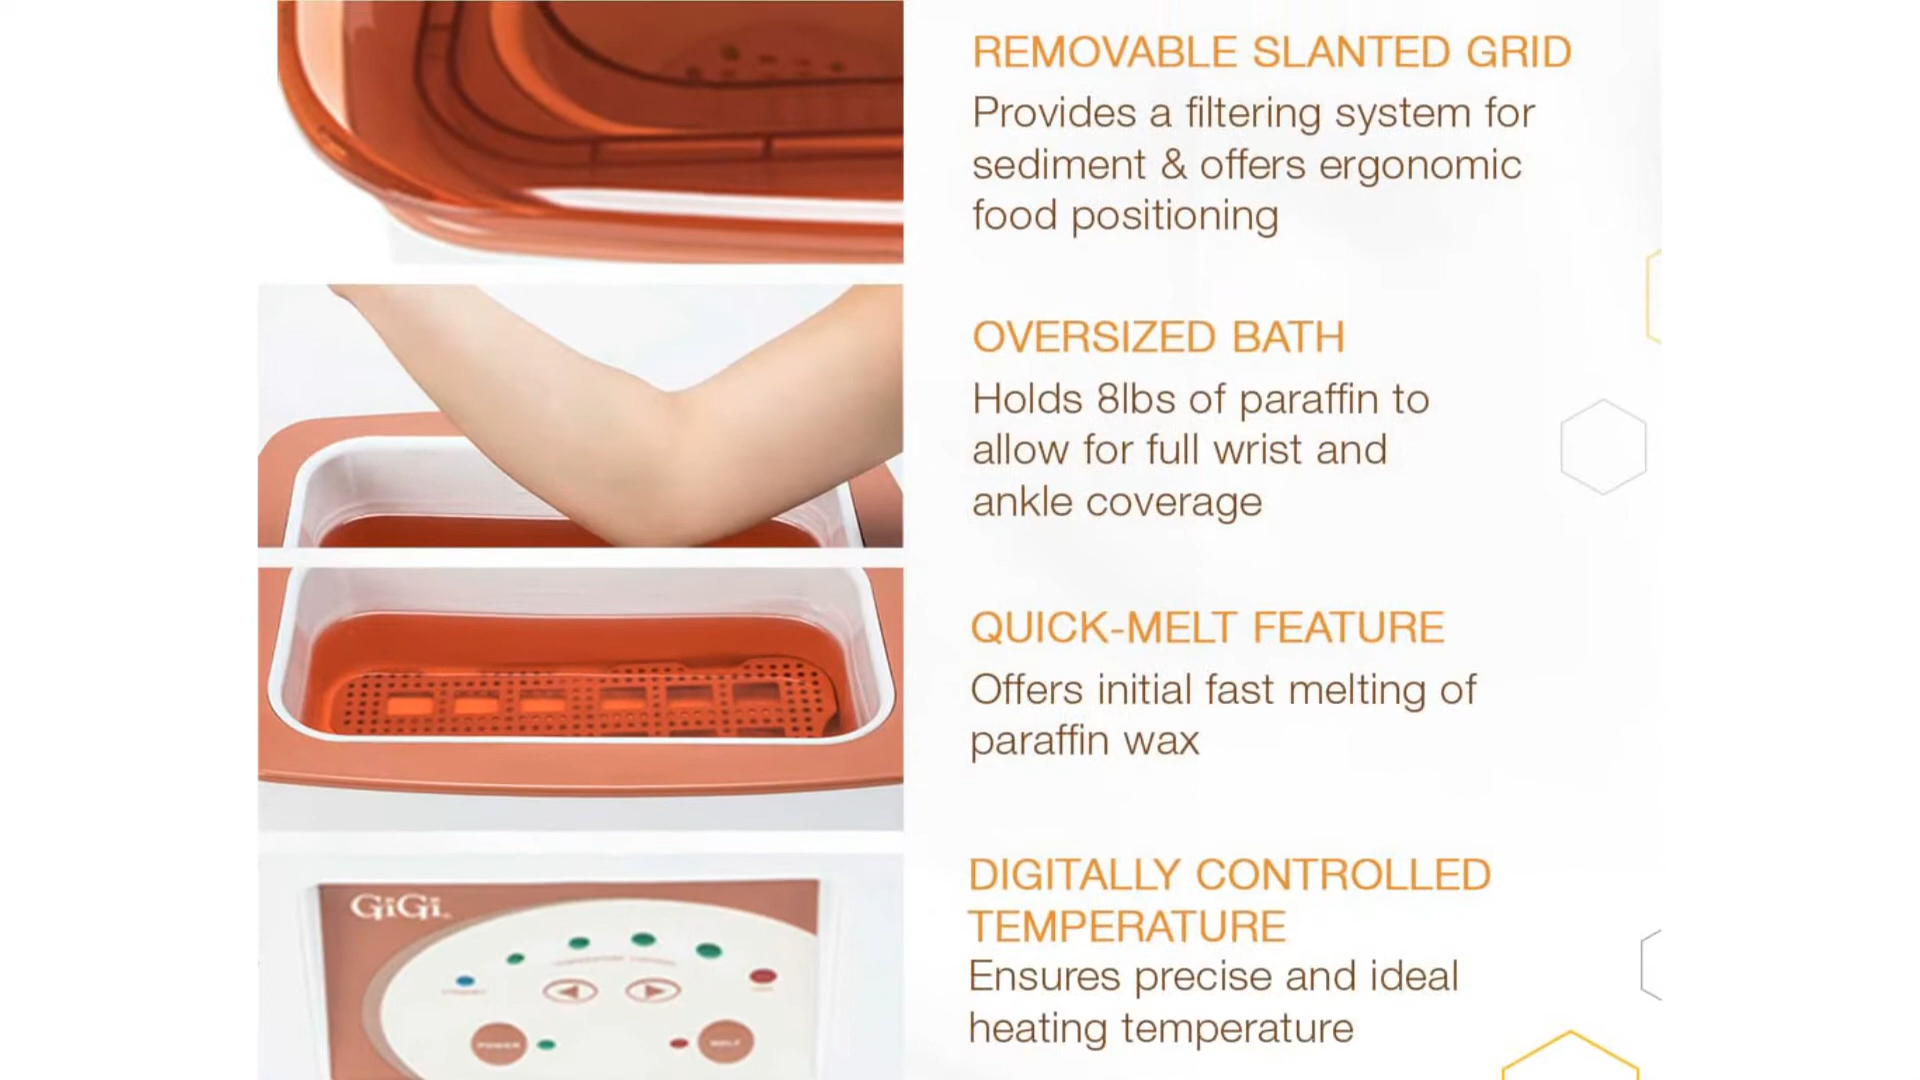 REMOVABLE SLANTED GRID
Provides a filtering system for
sediment & offers ergonomic
food positioning
OVERSIZED BATH
Holds 8lbs of paraffin to
allow for full wrist and
ankle coverage
QUICK-MELT FEATURE
Offers initial fast melting of
paraffin wax
DIGITALLY CONTROLLED
TEMPERATURE
Ensures precise and ideal
heating temperature
GiGi
POWER
MELT